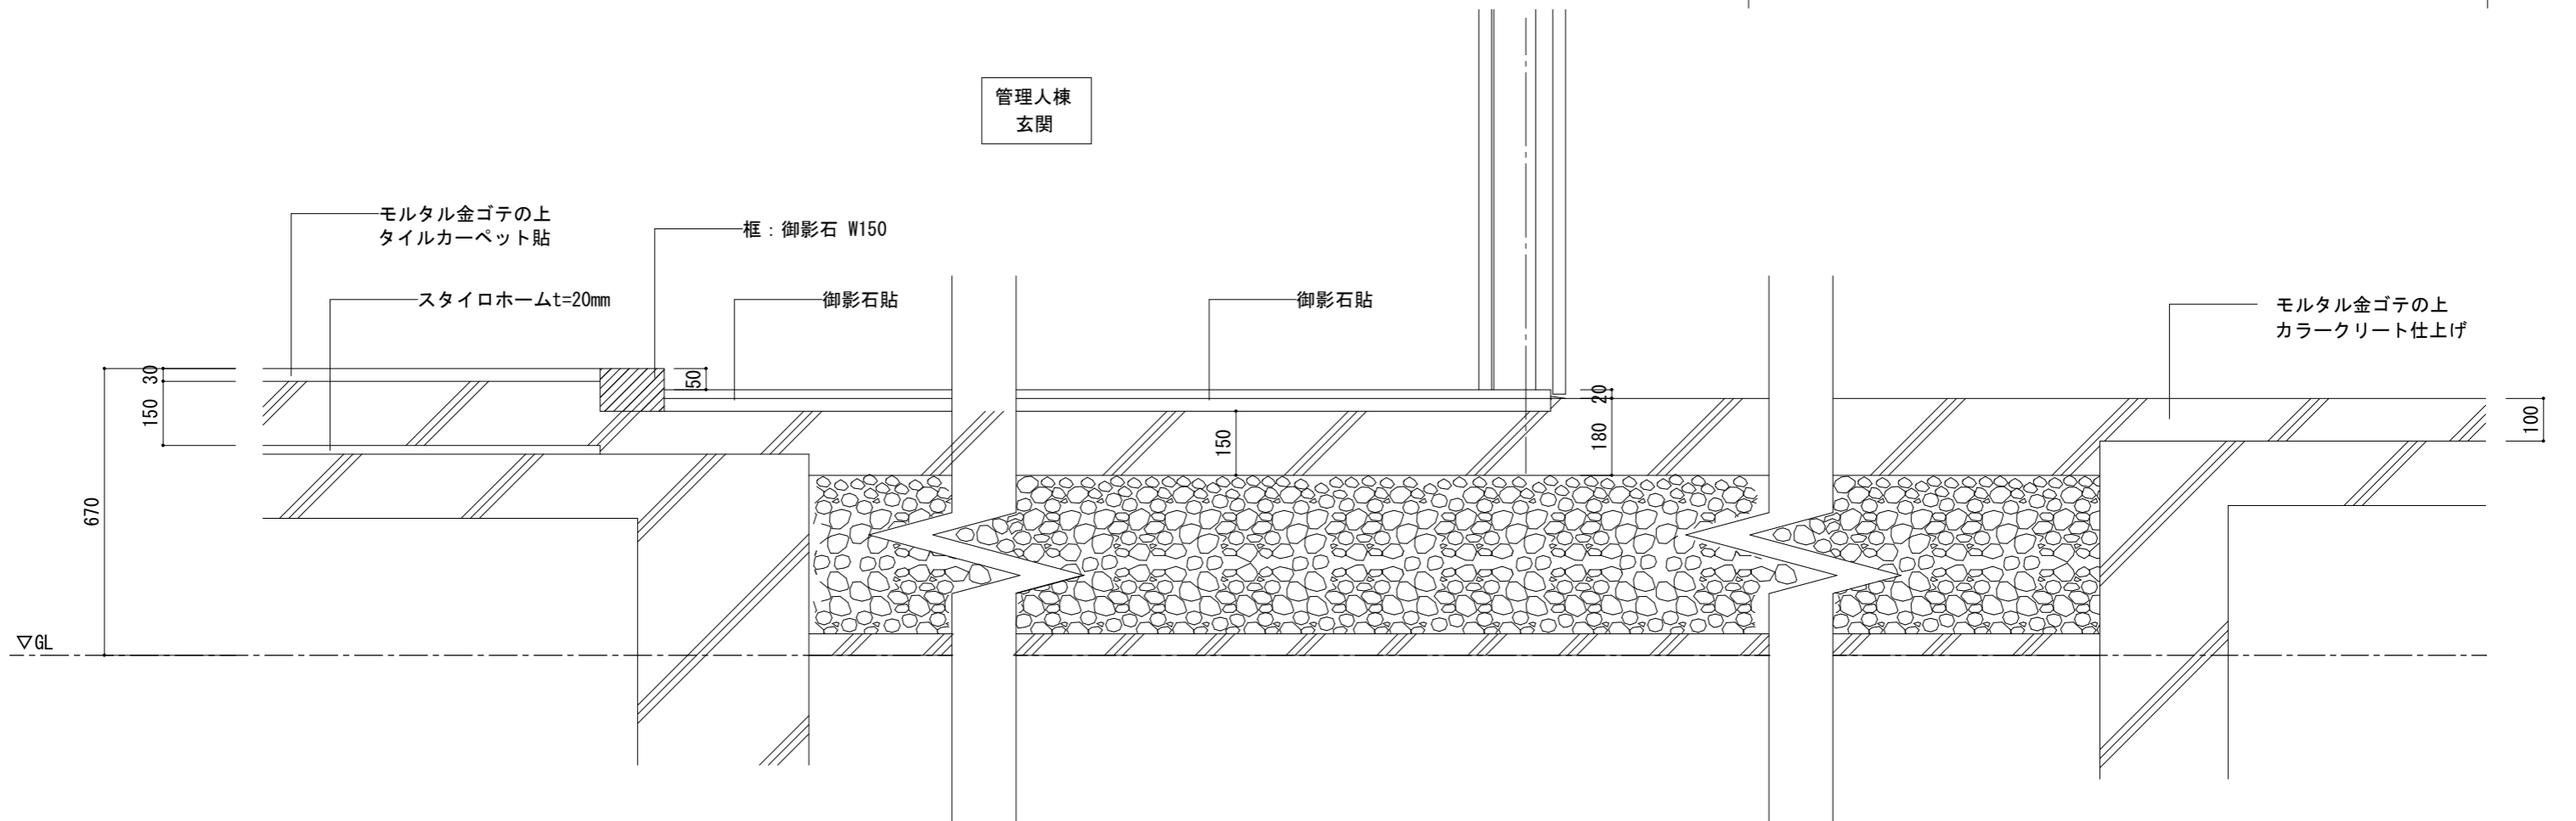 管理人棟
玄関
モルタル金ゴテの上
タイルカーペット貼
框：御影石 W150
スタイロホームt=20mm
御影石貼
御影石貼
モルタル金ゴテの上
カラークリート仕上げ
30
150
50
20
180
150
100
670
▽GL